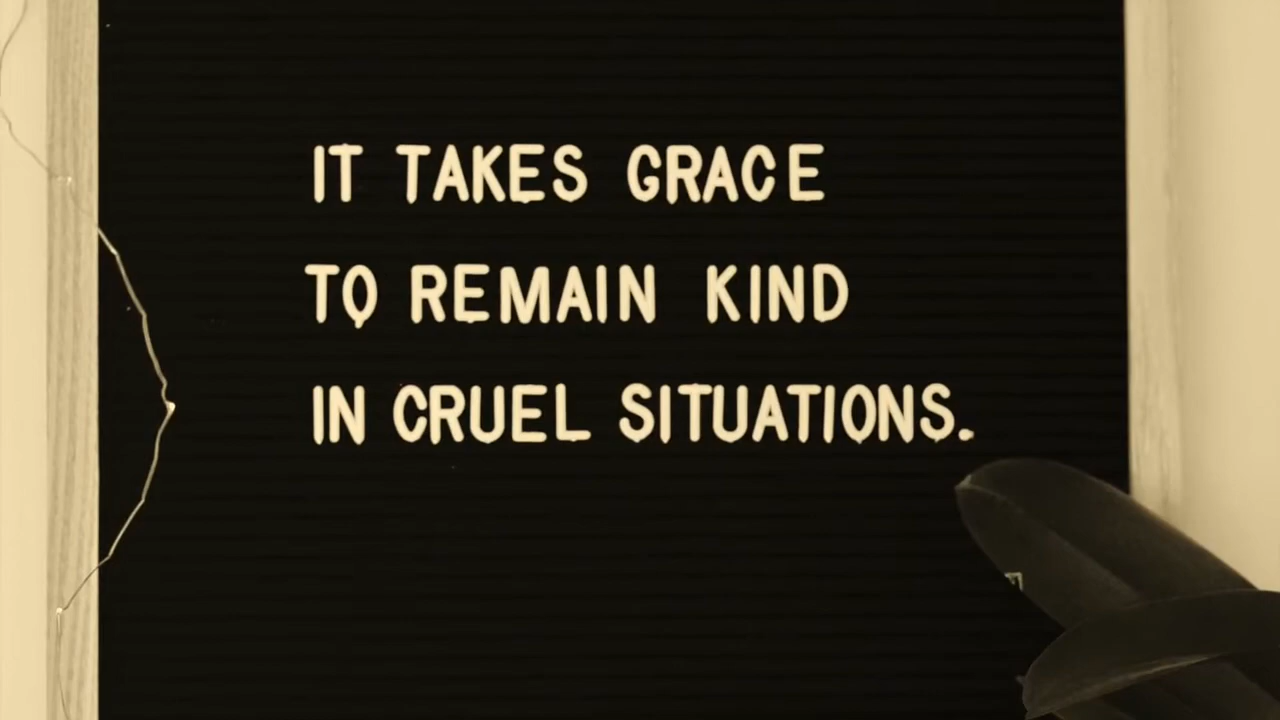 IT TAKES GRACE
TO REMAIN KIND
IN CRUEL SITUATIONS.